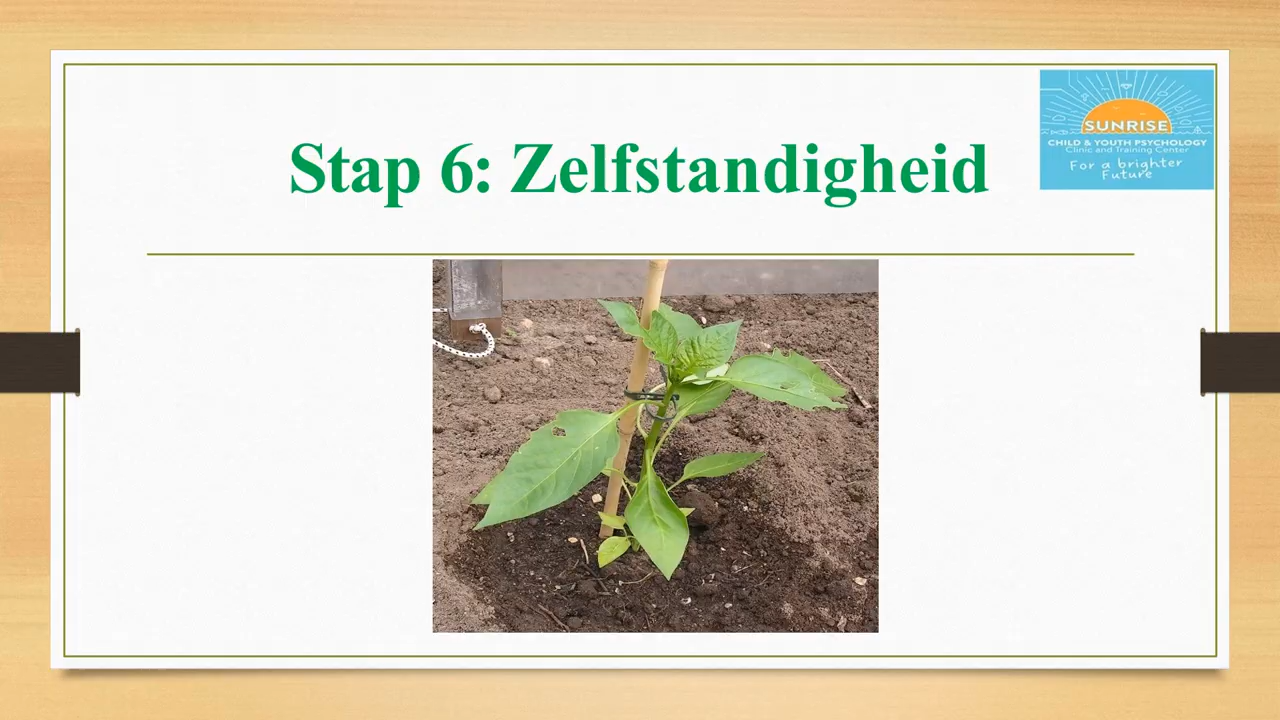 Stap 6: Zelfstandigheid
SUNRISE
CHILD & YOUTH PSYCHOLOGY
Clinic and Training Center
For a brighter
Future